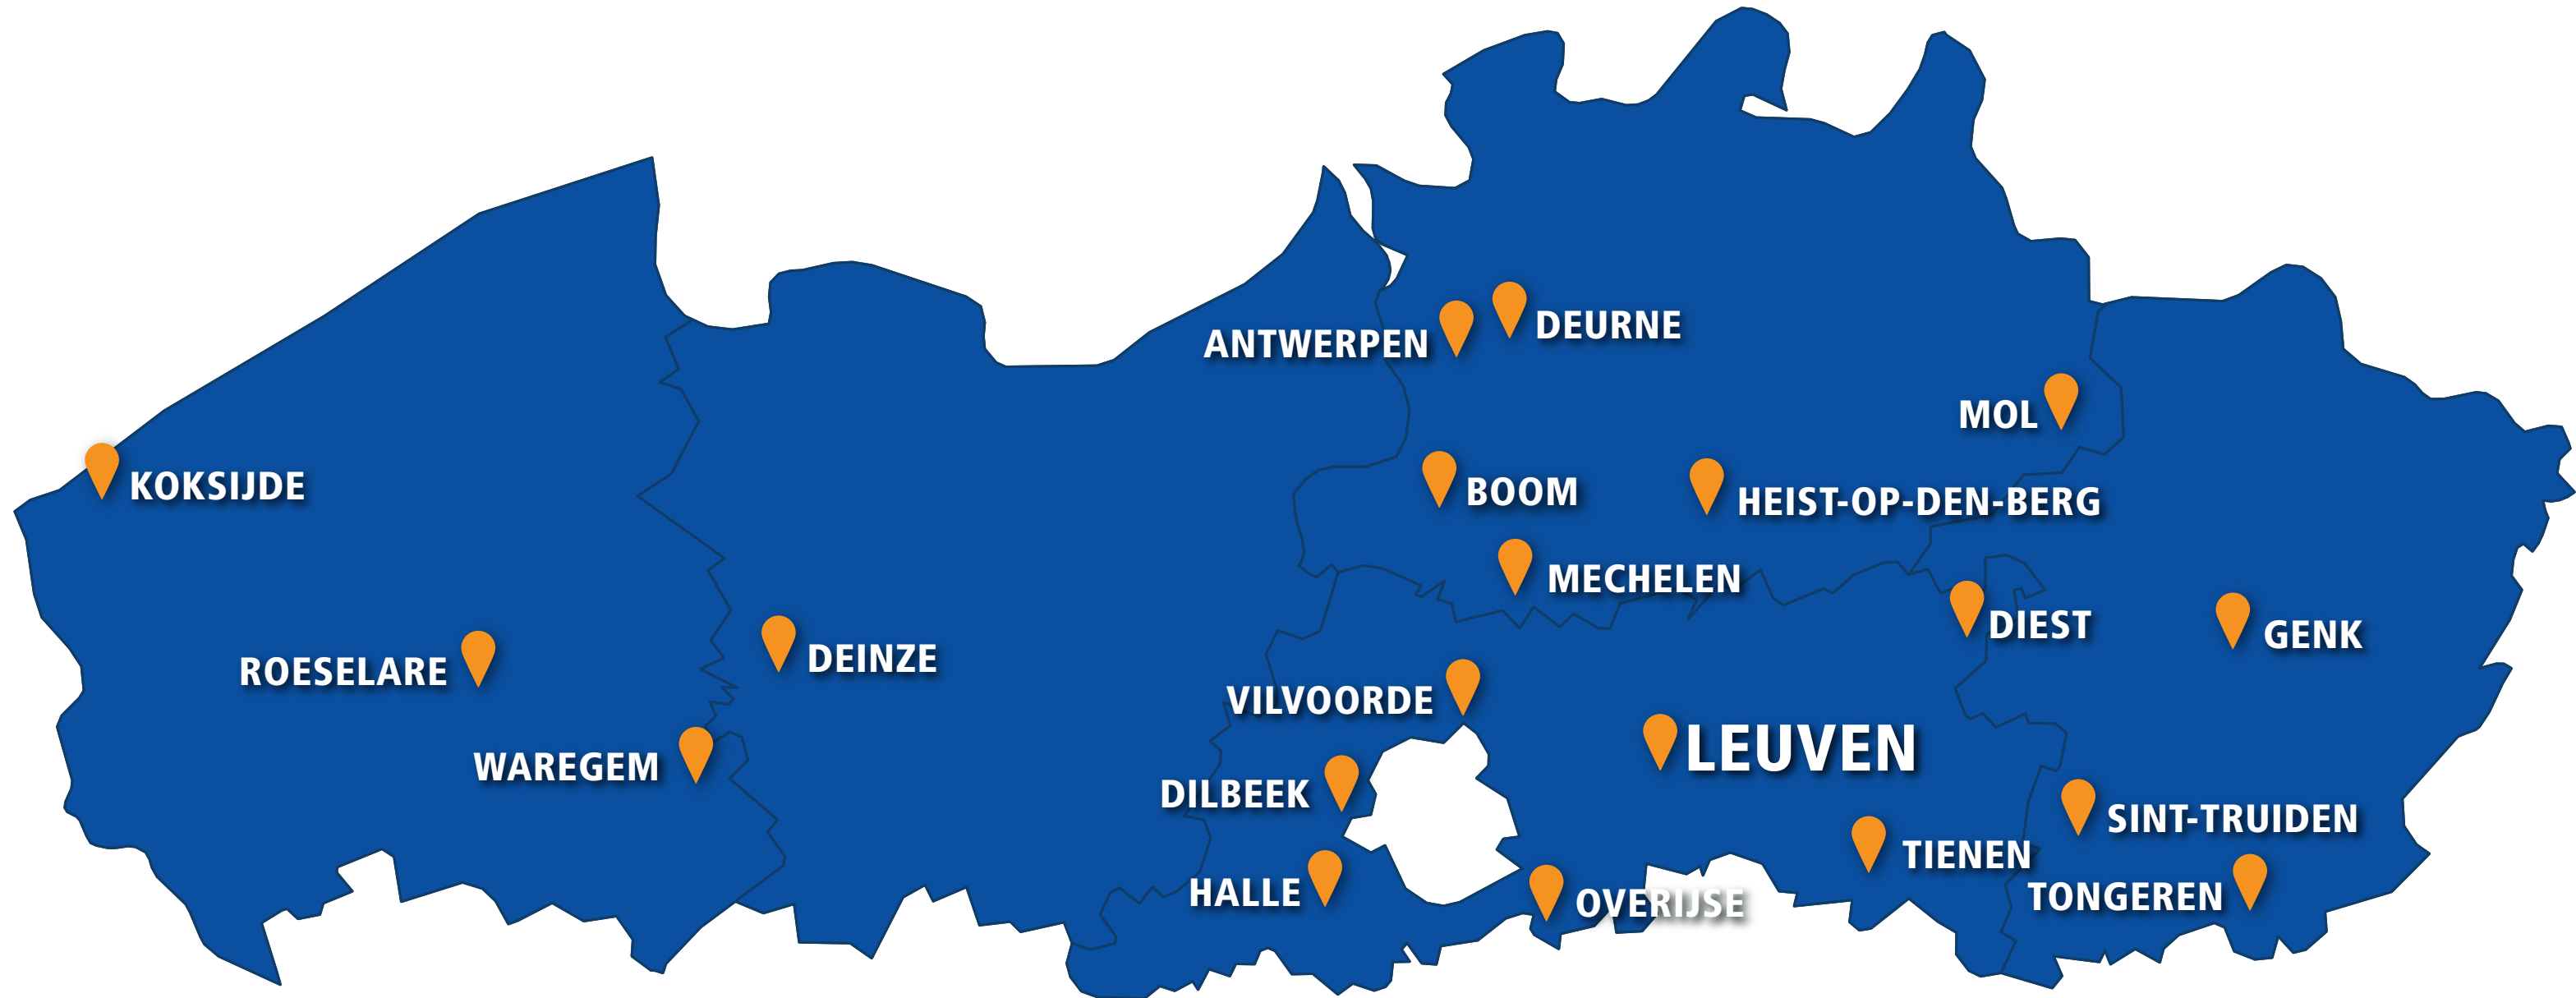 DEURNE
ANTWERPEN
MOL
KOKSIJDE
BOOM
HEIST-OP-DEN-BERG
MECHELEN
DIEST
GENK
ROESELARE
DEINZE
VILVOORDE
LEUVEN
WAREGEM
DILBEEK
SINT-TRUIDEN
TIENEN
HALLE
OVERIJSE
TONGEREN